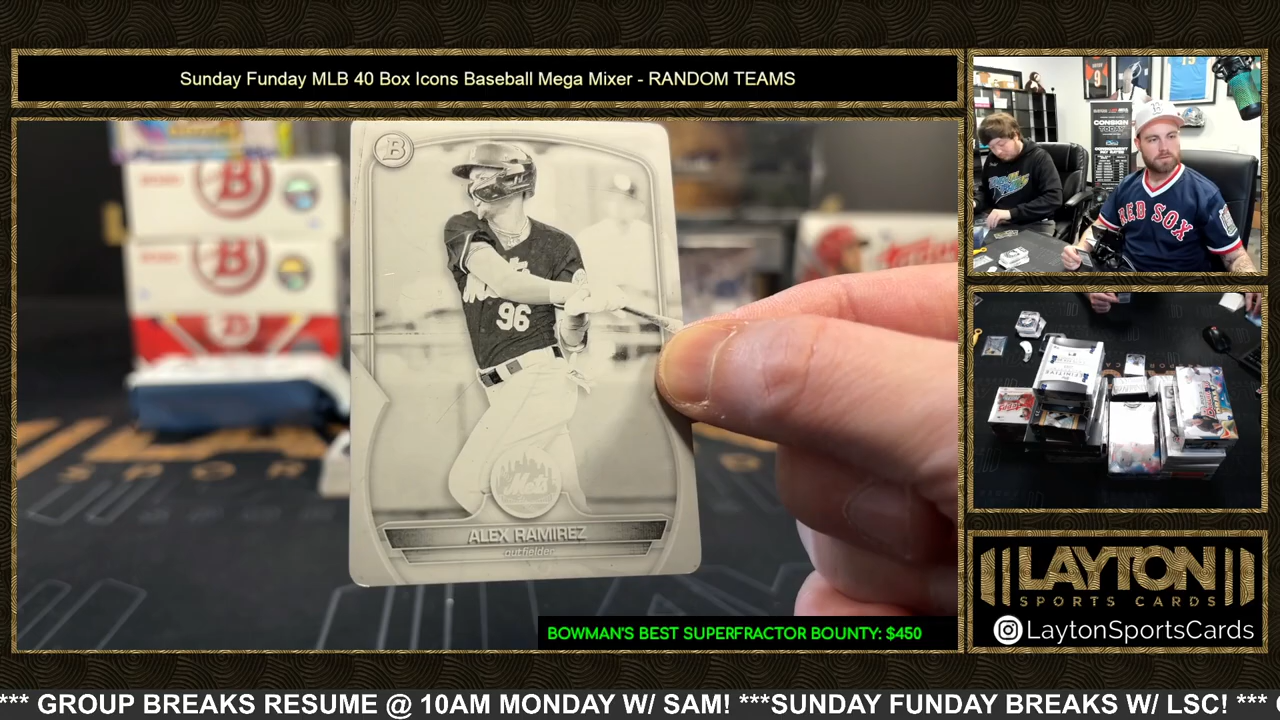 Sunday Funday MLB 40 Box Icons Baseball Mega Mixer - RANDOM TEAMS
B
96
Mets
ALEX RAMIREZ
outfielder
BOWMAN'S BEST SUPERFRACTOR BOUNTY: $450
CONSIGN
TODAY
RED SOX
LAYTON
SPORTS CARDS
LaytonSportsCards
*** GROUP BREAKS RESUME @ 10AM MONDAY W/ SAM! ***SUNDAY FUNDAY BREAKS W/ LSC! ***